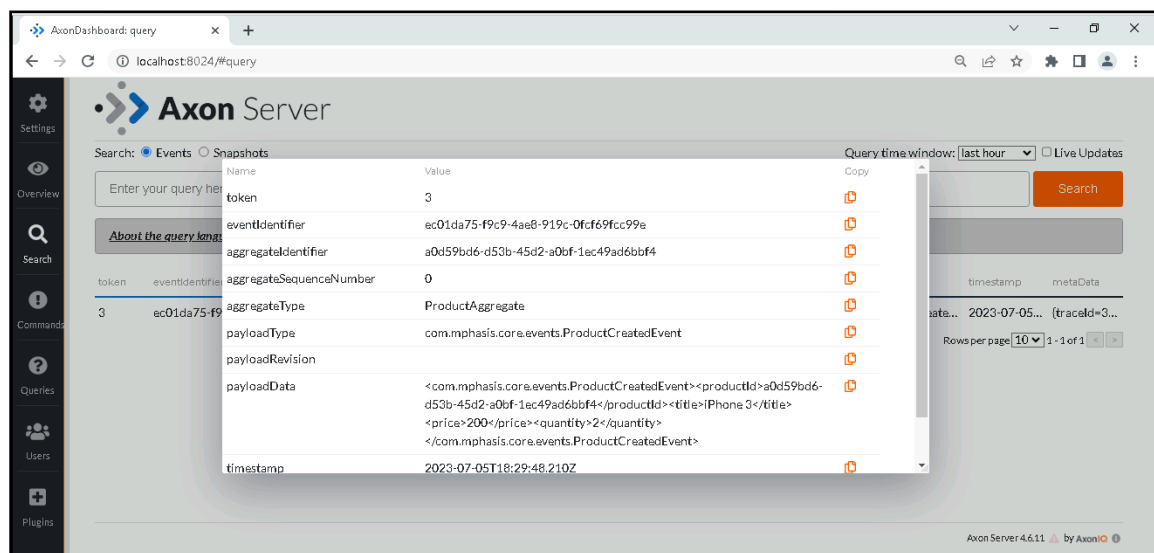 AxonDashboard: query
localhost:8024/#query
Axon Server
Settings
Search: Events Snapshots
Query time window: last hour Live Updates
Overview
Enter your query her
Search
About the query langu
Search
token eventIdentifie timestamp metaData
3 ec01da75-f9 eate... 2023-07-05... {traceId=3...
Commands
Rows per page 10 1 - 1 of 1 < >
Queries
Users
Plugins
Name Value Copy
token 3
eventIdentifier ec01da75-f9c9-4ae8-919c-0fcf69fcc99e
aggregateIdentifier a0d59bd6-d53b-45d2-a0bf-1ec49ad6bbf4
aggregateSequenceNumber 0
aggregateType ProductAggregate
payloadType com.mphasis.core.events.ProductCreatedEvent
payloadRevision
payloadData <com.mphasis.core.events.ProductCreatedEvent><productId>a0d59bd6-
d53b-45d2-a0bf-1ec49ad6bbf4</productId><title>iPhone 3</title>
<price>200</price><quantity>2</quantity>
</com.mphasis.core.events.ProductCreatedEvent>
timestamp 2023-07-05T18:29:48.210Z
Axon Server 4.6.11 by AxonIQ